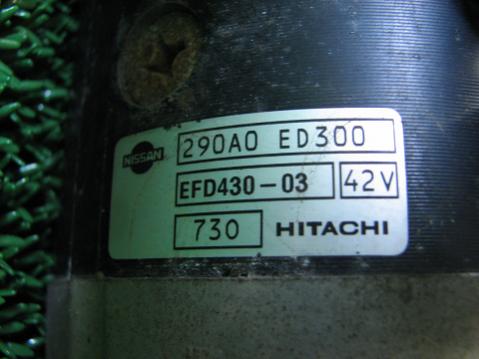 NISSAN
290A0 ED300
EFD430-03 42V
730 HITACHI